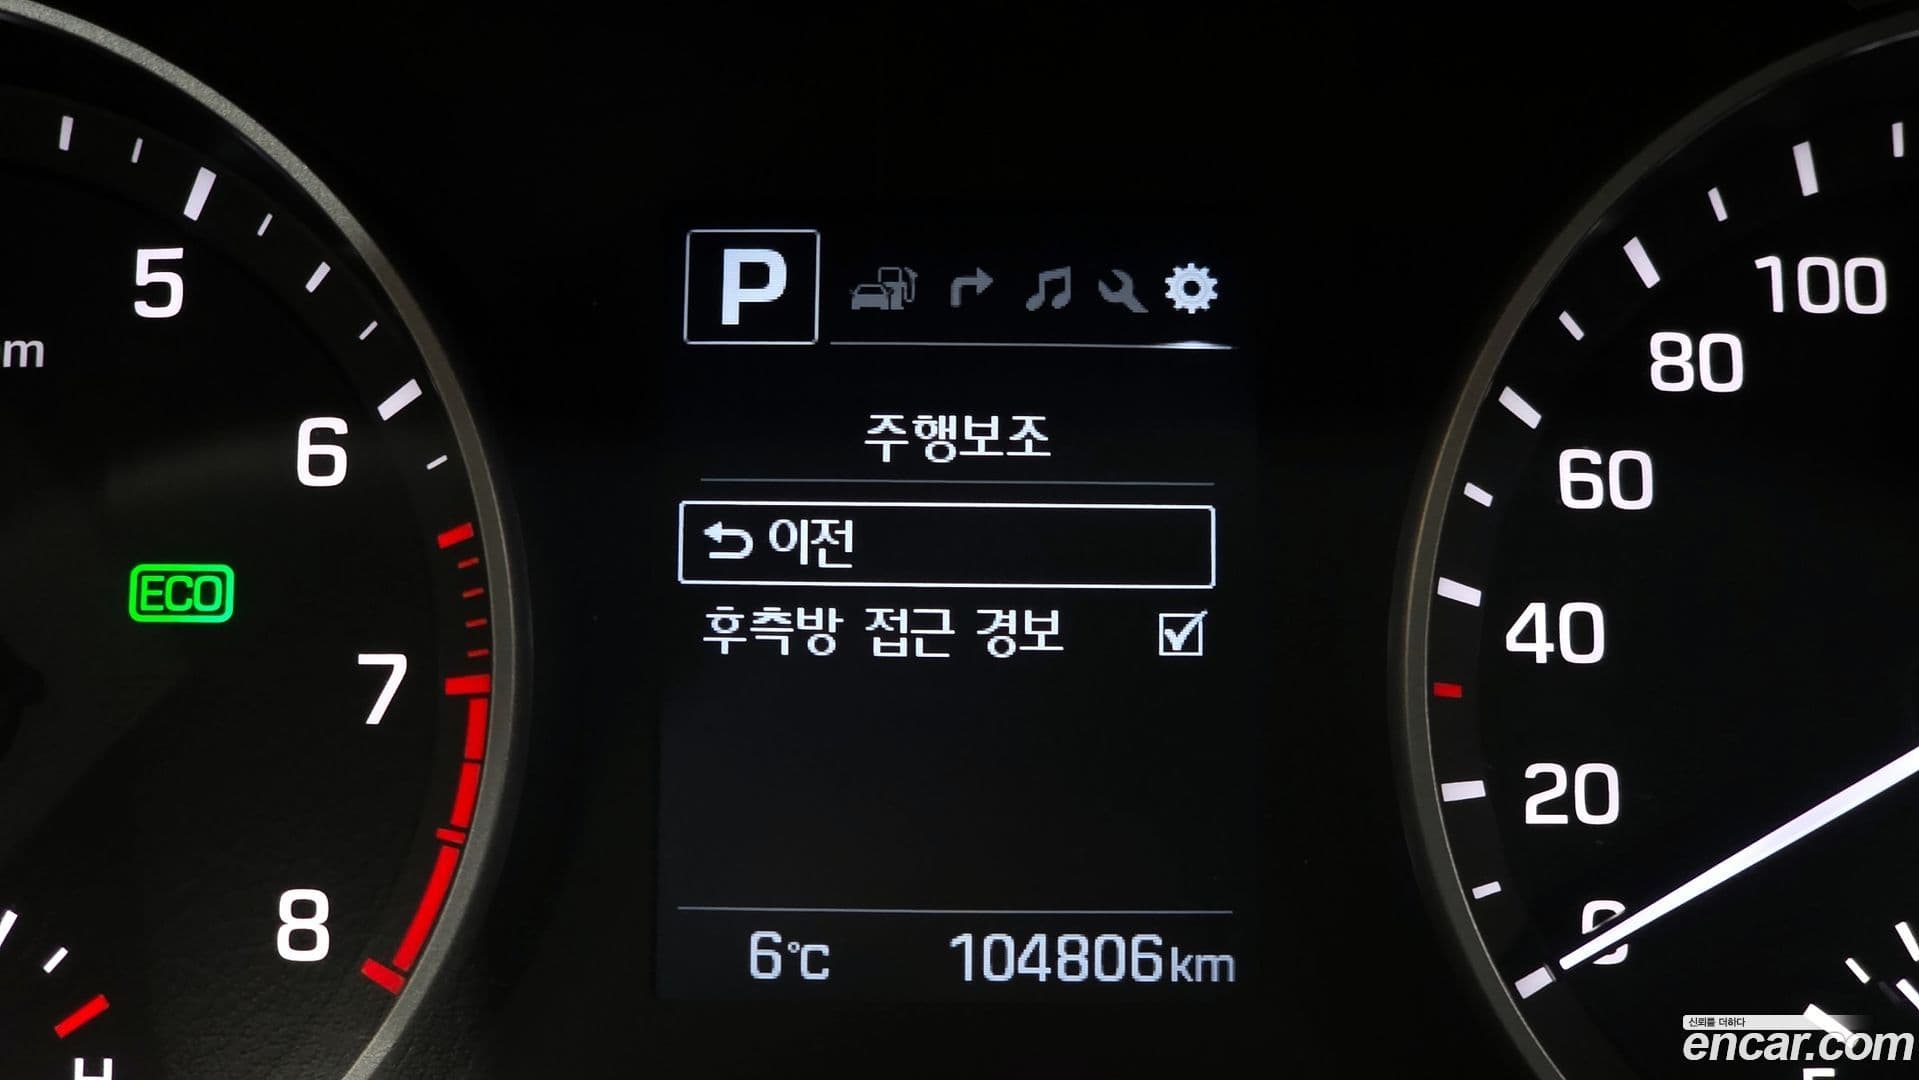 5
6
7
8
m
ECO
H
P
주행보조
이전
후측방 접근 경보
6℃
104806km
100
80
60
40
20
0
신뢰를 더하다
encar.com